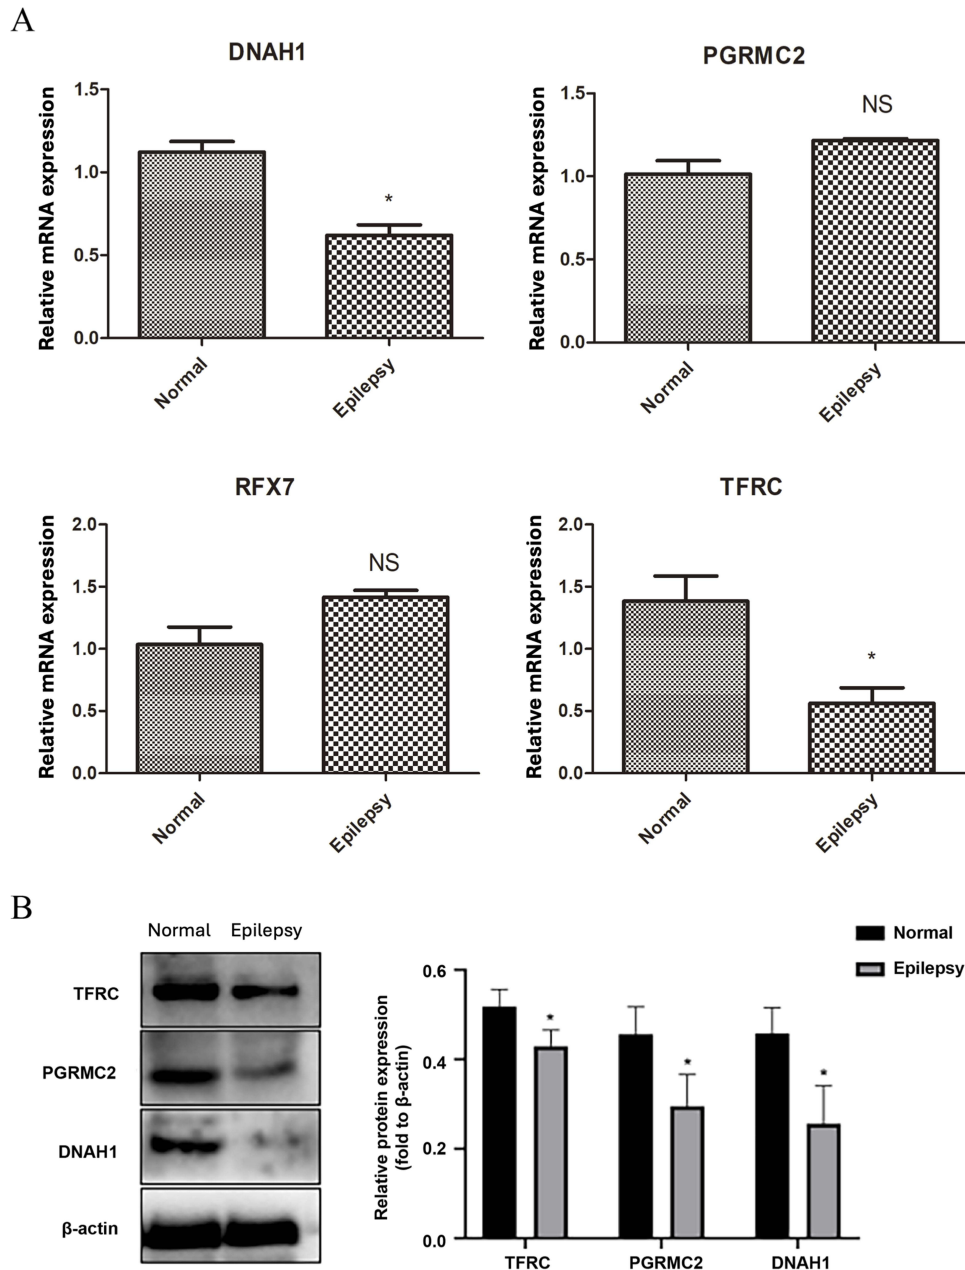 A
DNAH1
Relative mRNA expression
1.5
1.0
0.5
0.0
*
Normal
Epilepsy
PGRMC2
Relative mRNA expression
1.5
1.0
0.5
0.0
NS
Normal
Epilepsy
RFX7
Relative mRNA expression
2.0
1.5
1.0
0.5
0.0
NS
Normal
Epilepsy
TFRC
Relative mRNA expression
2.0
1.5
1.0
0.5
0.0
*
Normal
Epilepsy
B
Normal Epilepsy
TFRC
PGRMC2
DNAH1
β-actin
Normal
Epilepsy
Relative protein expression
(fold to β-actin)
0.6
0.4
0.2
0.0
*
*
*
TFRC PGRMC2 DNAH1